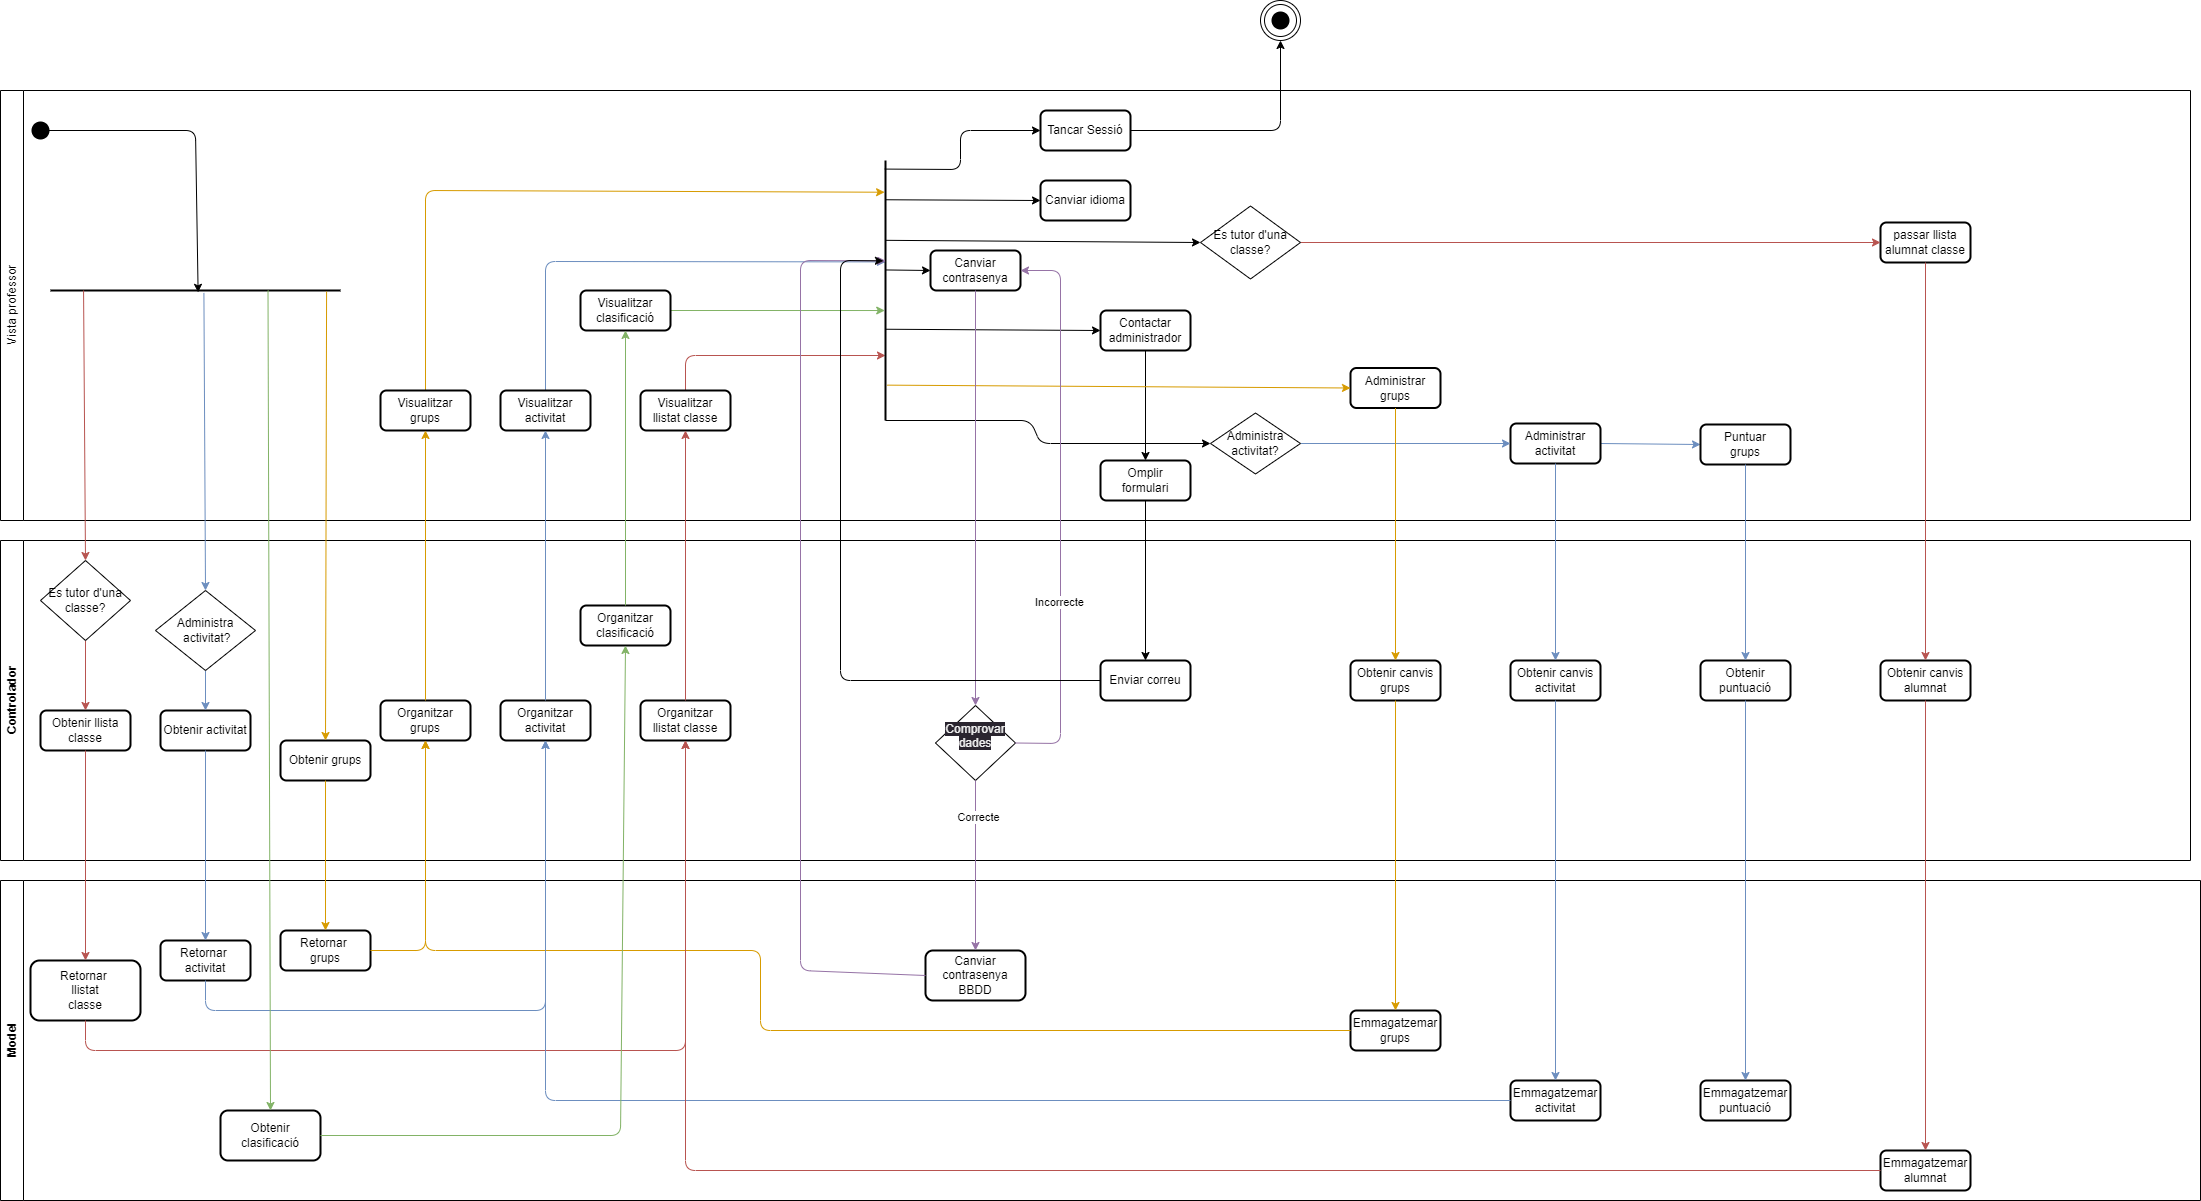 Vista professor
Tancar Sessió
Canviar idioma
Es tutor d'una
classe?
passar llista
alumnat classe
Canviar
contrasenya
Visualitzar
clasificació
Contactar
administrador
Visualitzar
grups
Visualitzar
activitat
Visualitzar
llistat classe
Administrar
grups
Administra
activitat?
Administrar
activitat
Puntuar
grups
Omplir
formulari
Controlador
Es tutor d'una
classe?
Administra
activitat?
Organitzar
clasificació
Incorrecte
Enviar correu
Obtenir canvis
grups
Obtenir canvis
activitat
Obtenir
puntuació
Obtenir canvis
alumnat
Obtenir llista
classe
Obtenir activitat
Obtenir grups
Organitzar
grups
Organitzar
activitat
Organitzar
llistat classe
Comprovar
dades
Correcte
Model
Retornar
llistat
classe
Retornar
activitat
Retornar
grups
Canviar
contrasenya
BBDD
Emmagatzemar
grups
Emmagatzemar
activitat
Emmagatzemar
puntuació
Obtenir
clasificació
Emmagatzemar
alumnat